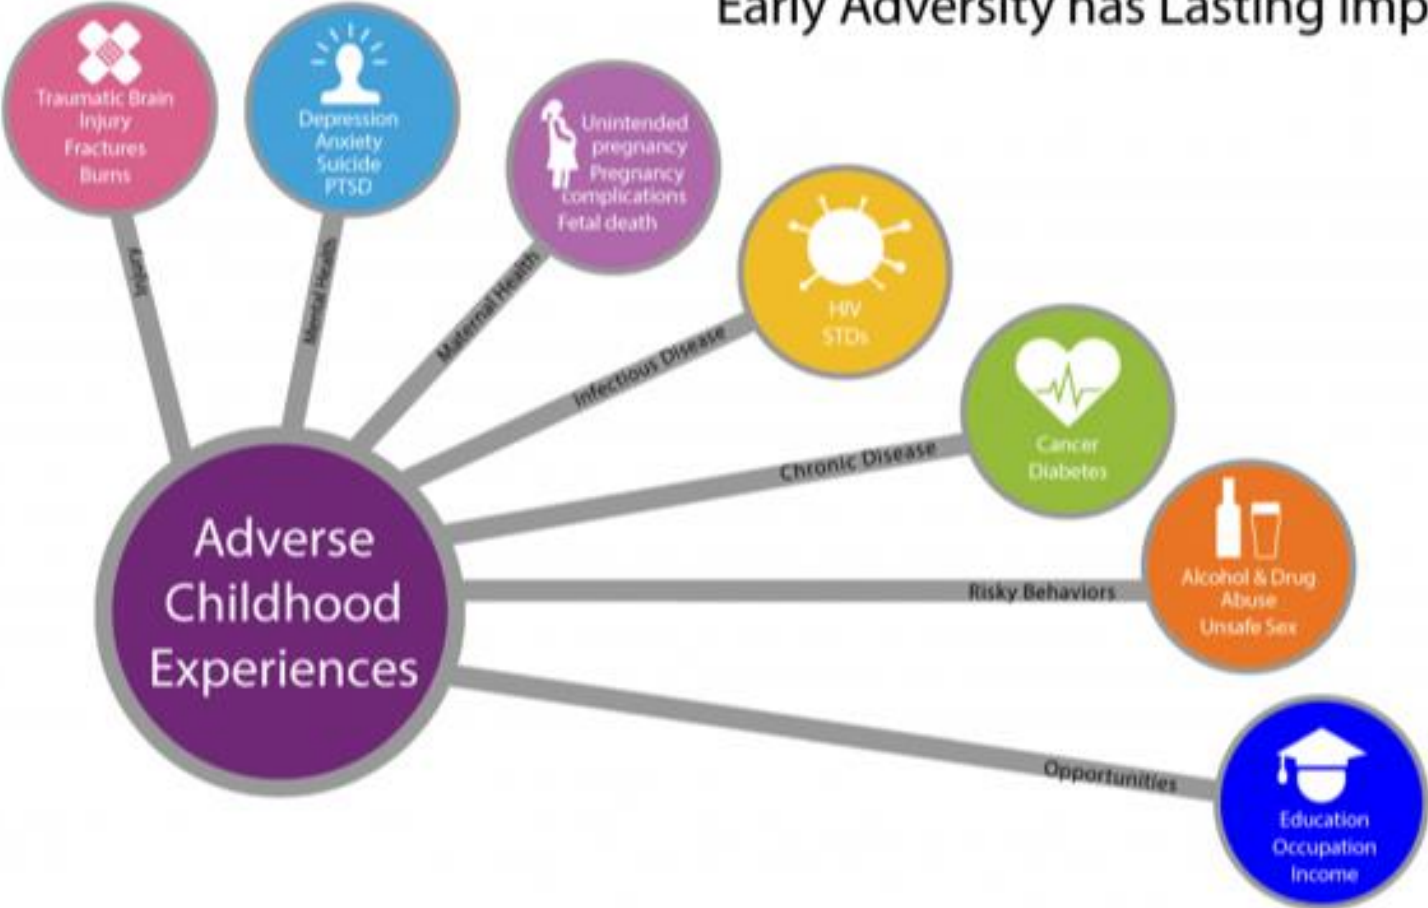 Early Adversity has Lasting Imp
Traumatic Brain
Injury
Fractures
Burns
Depression
Anxiety
Suicide
PTSD
Unintended
pregnancy
Pregnancy
complications
Fetal death
HIV
STDs
Cancer
Diabetes
Alcohol & Drug
Abuse
Unsafe Sex
Education
Occupation
Income
Injury
Mental Health
Maternal Health
Infectious Disease
Chronic Disease
Risky Behaviors
Opportunities
Adverse
Childhood
Experiences